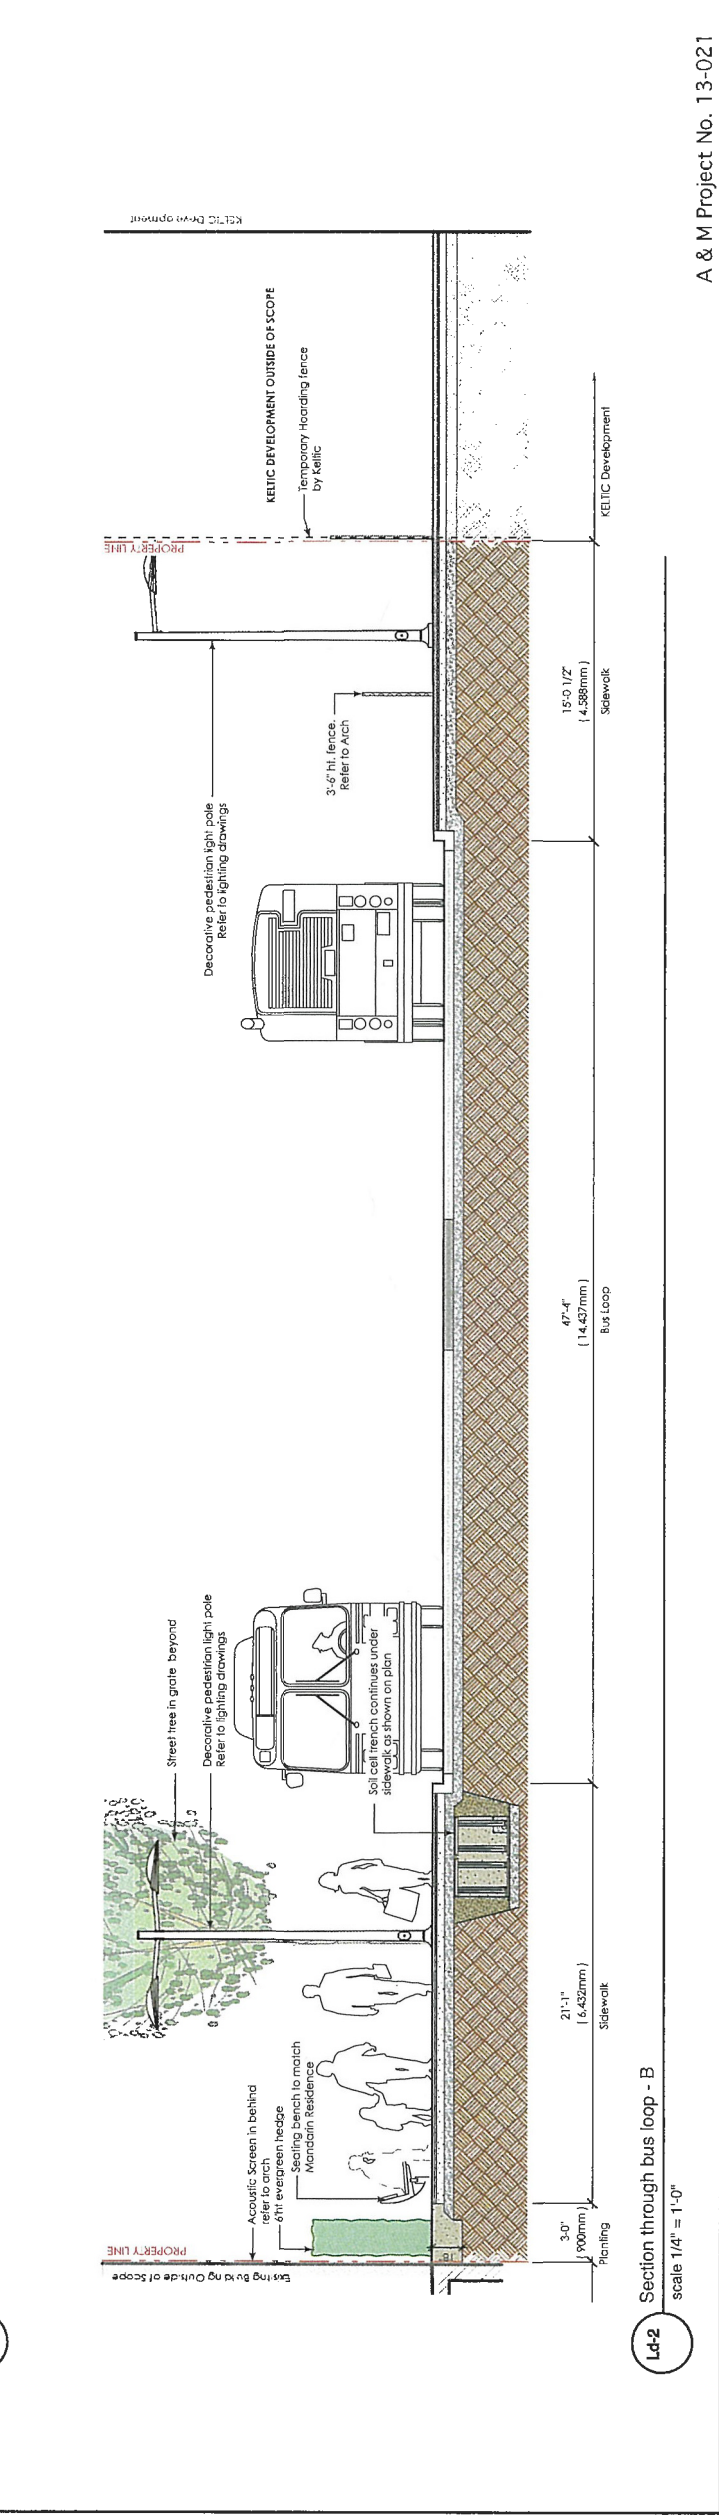 PROPERTY LINE
Existing Building Outside of Scope
Acoustic Screen in behind
refer to arch
6'ht evergreen hedge
Seating bench to match
Mandarin Residence
Street tree in grate beyond
Decorative pedestrian light pole
Refer to lighting drawings
Soil cell trench continues under
sidewalk as shown on plan
Decorative pedestrian light pole
Refer to lighting drawings
3'-6" ht. fence.
Refer to Arch
PROPERTY LINE
KELTIC DEVELOPMENT OUTSIDE OF SCOPE
Temporary Hoarding fence
by Keltic
KELTIC Development
3'-0"
( 900mm )
Planting
21'-1"
( 6,432mm )
Sidewalk
47'-4"
( 14,437mm )
Bus Loop
15'-0 1/2"
( 4,588mm )
Sidewalk
KELTIC Development
Ld-2
Section through bus loop - B
scale 1/4" = 1'-0"
A & M Project No. 13-021